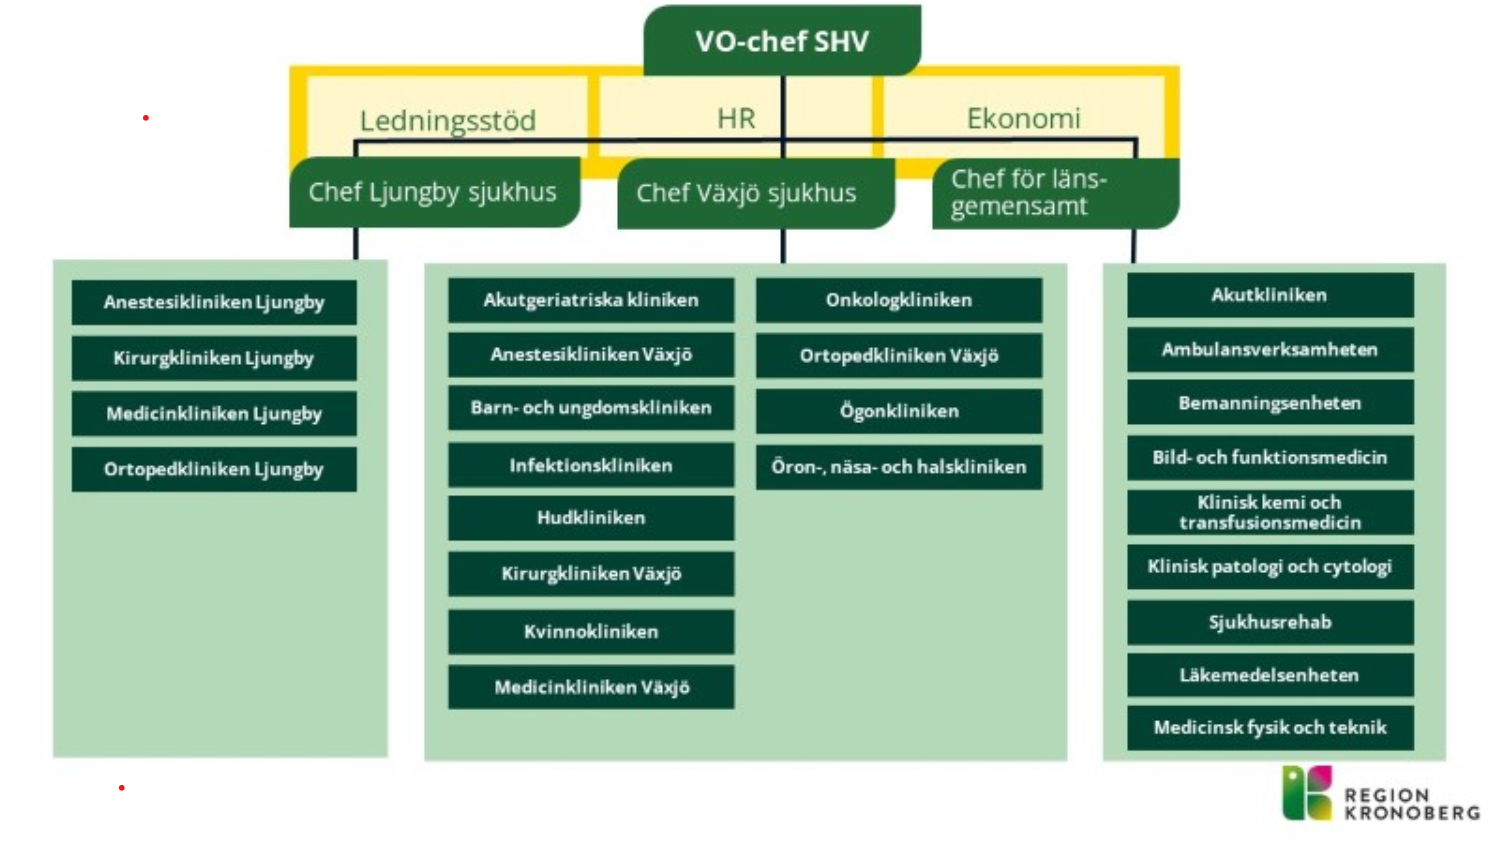 VO-chef SHV
Ledningsstöd
HR
Ekonomi
Chef Ljungby sjukhus
Chef Växjö sjukhus
Chef för läns-
gemensamt
Anestesikliniken Ljungby
Kirurgkliniken Ljungby
Medicinkliniken Ljungby
Ortopedkliniken Ljungby
Akutgeriatriska kliniken
Anestesikliniken Växjö
Barn- och ungdomskliniken
Infektionskliniken
Hudkliniken
Kirurgkliniken Växjö
Kvinnokliniken
Medicinkliniken Växjö
Onkologkliniken
Ortopedkliniken Växjö
Ögonkliniken
Öron-, näsa- och halskliniken
Akutkliniken
Ambulansverksamheten
Bemanningsenheten
Bild- och funktionsmedicin
Klinisk kemi och
transfusionsmedicin
Klinisk patologi och cytologi
Sjukhusrehab
Läkemedelsenheten
Medicinsk fysik och teknik
REGION
KRONOBERG